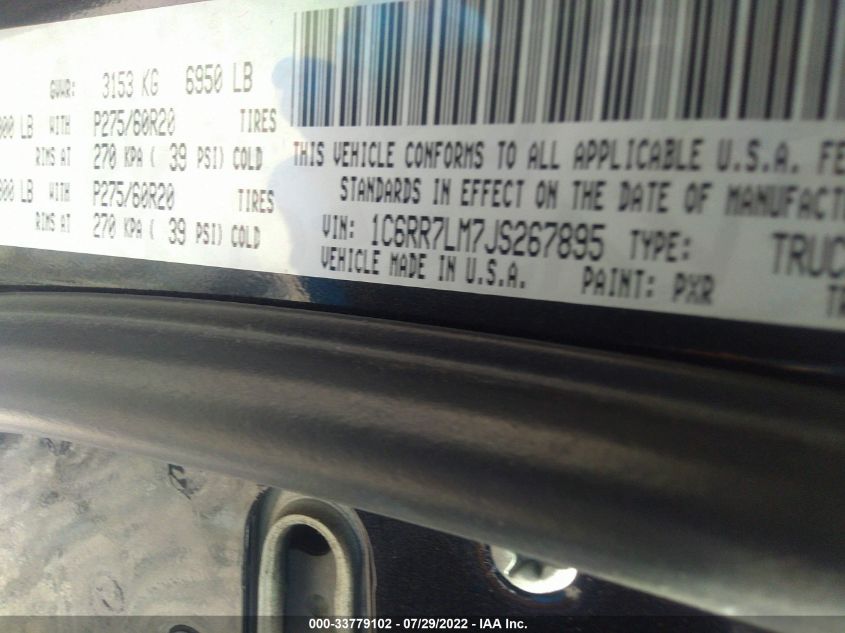 GVWR: 3153 KG 6950 LB
LB WITH P275/60R20 TIRES
RIMS AT 270 KPA ( 39 PSI) COLD
LB WITH P275/60R20 TIRES
RIMS AT 270 KPA ( 39 PSI) COLD
THIS VEHICLE CONFORMS TO ALL APPLICABLE U.S.A.
STANDARDS IN EFFECT ON THE DATE OF
VIN: 1C6RR7LM7JS267895 TYPE:
VEHICLE MADE IN U.S.A. PAINT: PXR
000-33779102 - 07/29/2022 - IAA Inc.